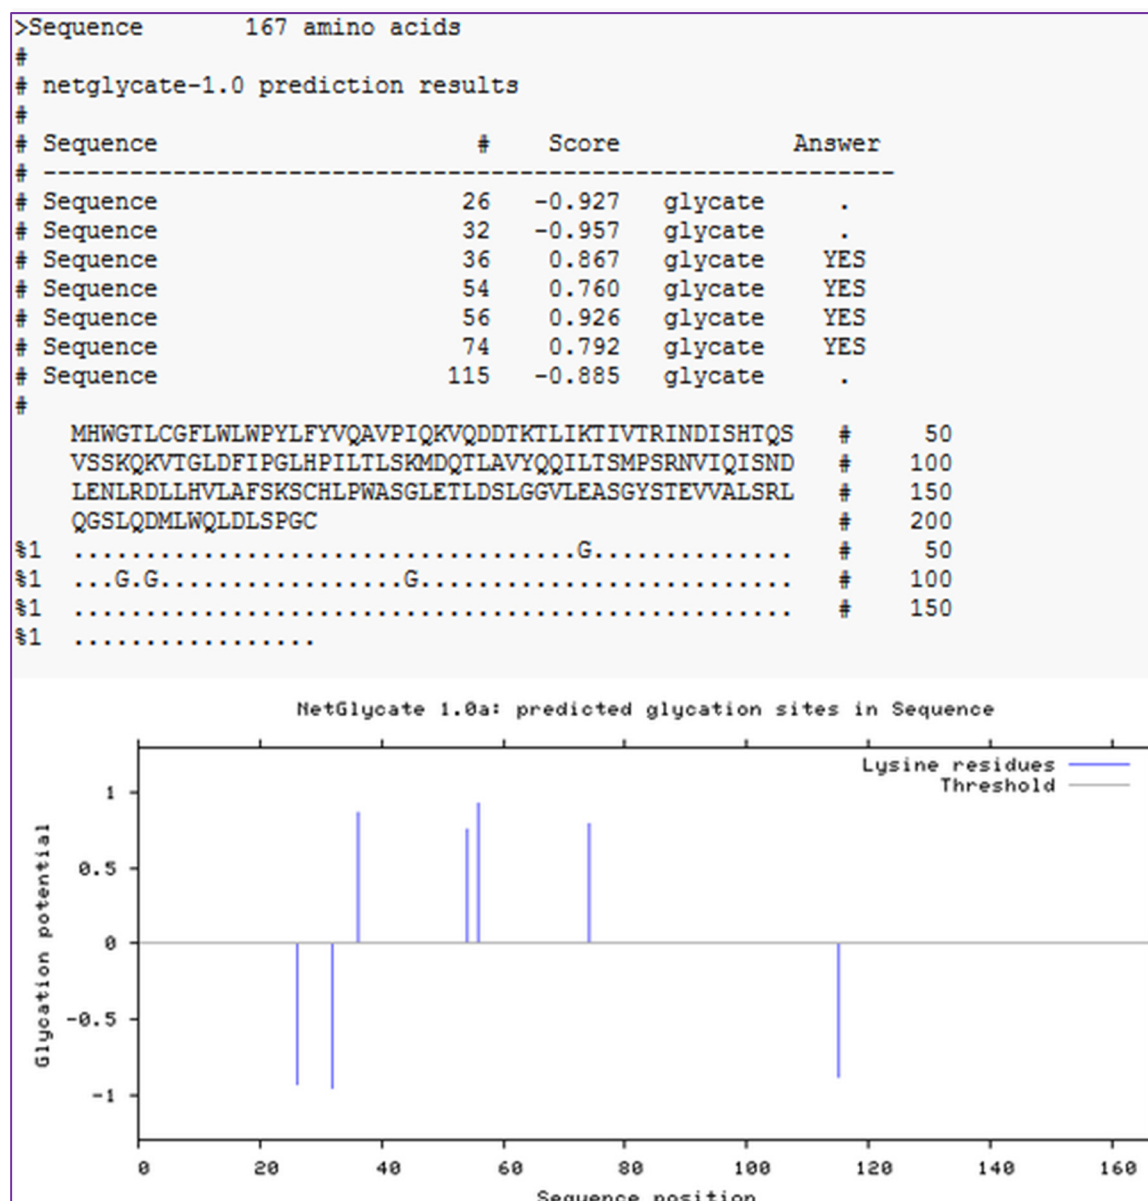 >Sequence 167 amino acids
#
# netglycate-1.0 prediction results
#
# Sequence # Score Answer
# -----------------------------------------------------------
# Sequence 26 -0.927 glycate .
# Sequence 32 -0.957 glycate .
# Sequence 36 0.867 glycate YES
# Sequence 54 0.760 glycate YES
# Sequence 56 0.926 glycate YES
# Sequence 74 0.792 glycate YES
# Sequence 115 -0.885 glycate .
#
MHWGTLCGFLWLWPYLFYVQAVPIQKVQDDTKTLIKTIVTRINDISHTQS # 50
VSSKQKVTGLDFIPGLHPILTLSKMDQTLAVYQQILTSMPSRNVIQISND # 100
LENLRDLLHVLAFSKSCHLPWASGLETLDSLGGVLEASGYSTEVVALSRL # 150
QGSLQDMLWQLDLSPGC # 200
%1 ...................................G.............. # 50
%1 ...G.G.................G.......................... # 100
%1 .................................................. # 150
%1 .................
NetGlycate 1.0a: predicted glycation sites in Sequence
Lysine residues
Threshold
Glycation potential
1
0.5
0
-0.5
-1
0 20 40 60 80 100 120 140 160
Sequence position